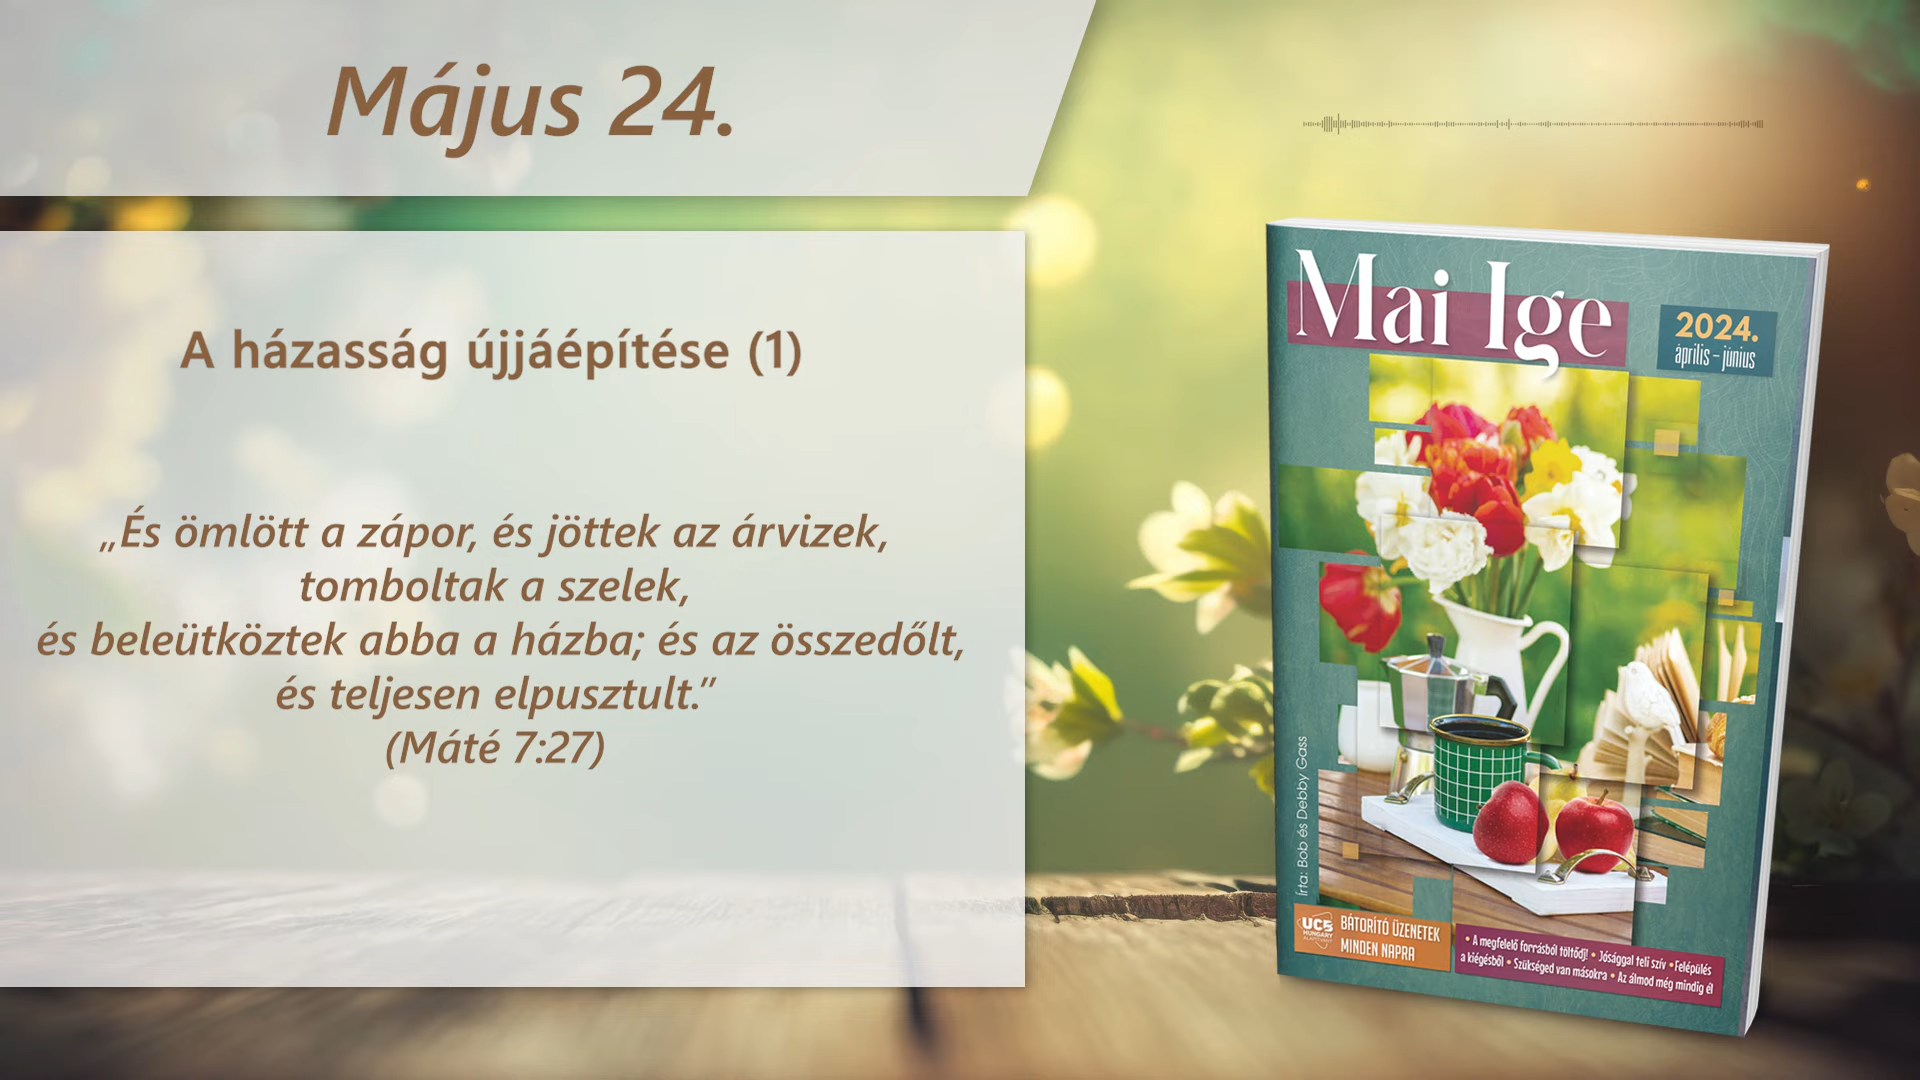 Május 24.
A házasság újjáépítése (1)
„És ömlött a zápor, és jöttek az árvizek,
tomboltak a szelek,
és beleütköztek abba a házba; és az összedőlt,
és teljesen elpusztult.”
(Máté 7:27)
Mai Ige
2024.
április – június
Írta: Bob és Debby Gass
UCB
HUNGARY
ALAPÍTVÁNY
BÁTORÍTÓ ÜZENETEK
MINDEN NAPRA
• A megfelelő forrásból töltődj! • Jósággal teli szív • Felépülés
a kiégésből • Szükséged van másokra • Az álmod még mindig él